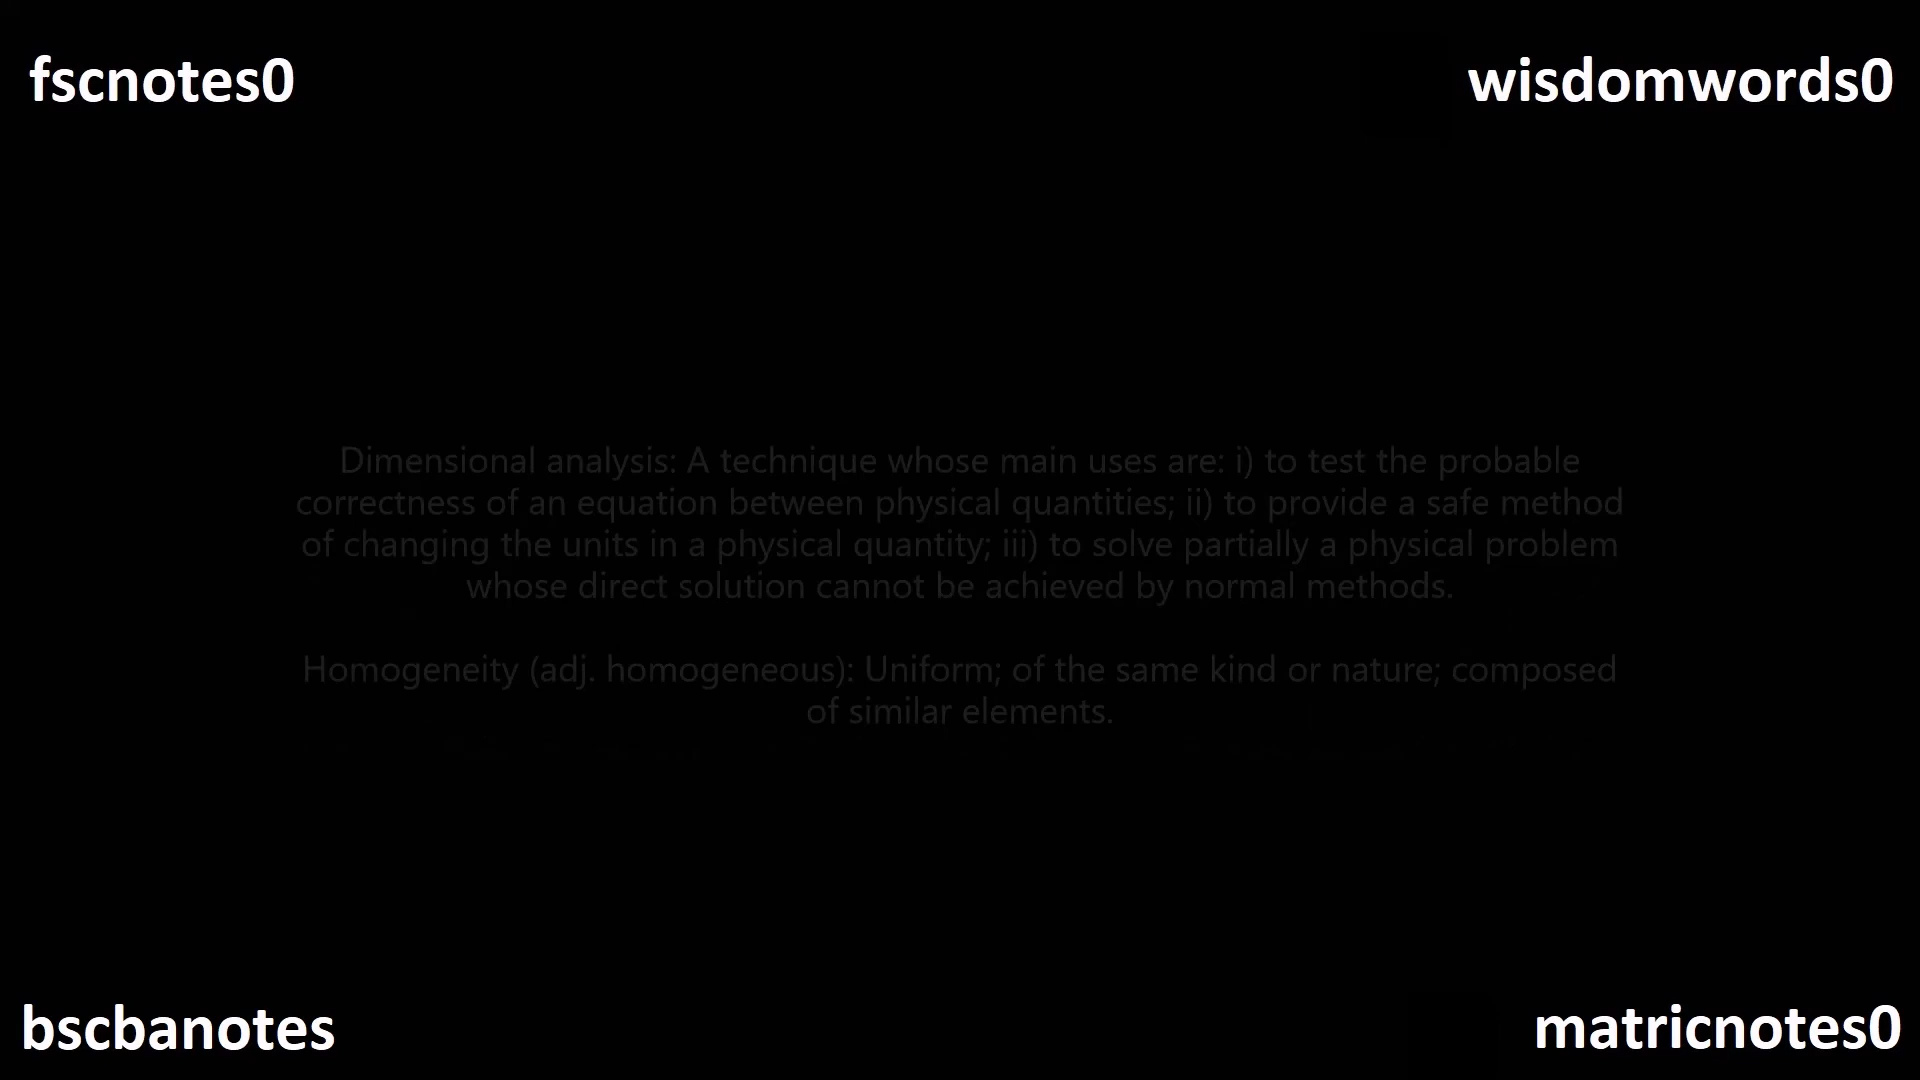 fscnotes0
wisdomwords0
Dimensional analysis: A technique whose main uses are: i) to test the probable
correctness of an equation between physical quantities; ii) to provide a safe method
of changing the units in a physical quantity; iii) to solve partially a physical problem
whose direct solution cannot be achieved by normal methods.
Homogeneity (adj. homogeneous): Uniform; of the same kind or nature; composed
of similar elements.
bscbanotes
matricnotes0